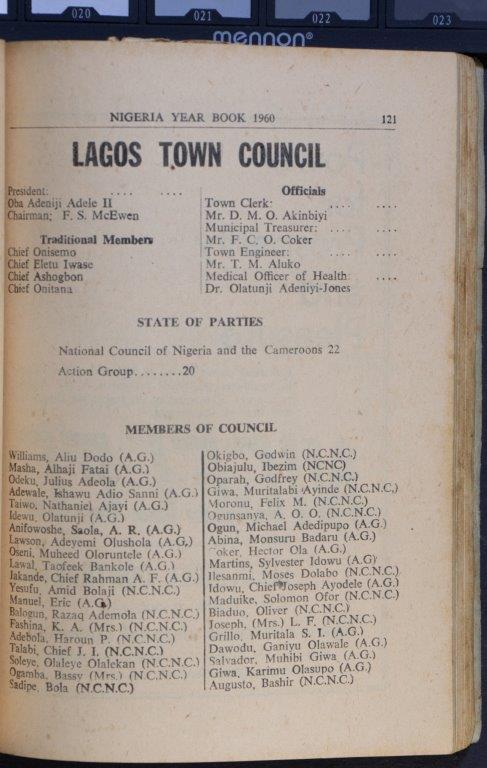 020
021
022
023
mennon®
NIGERIA YEAR BOOK 1960 121
LAGOS TOWN COUNCIL
President: .... ....
Oba Adeniji Adele II
Chairman; F. S. McEwen
Traditional Members
Chief Onisemo
Chief Eletu Iwase
Chief Ashogbon
Chief Onitana
Officials
Town Clerk: .... ....
Mr. D. M. O. Akinbiyi
Municipal Treasurer: .... ....
Mr. F. C. O. Coker
Town Engineer: .... ....
Mr. T. M. Aluko
Medical Officer of Health: ....
Dr. Olatunji Adeniyi-Jones
STATE OF PARTIES
National Council of Nigeria and the Cameroons 22
Action Group........20
MEMBERS OF COUNCIL
Williams, Aliu Dodo (A.G.)
Masha, Alhaji Fatai (A.G.)
Odeku, Julius Adeola (A.G.)
Adewale, Ishawu Adio Sanni (A.G.)
Taiwo, Nathaniel Ajayi (A.G.)
Idewu, Olatunji (A.G.)
Anifowoshe, Saola, A. R. (A.G.)
Lawson, Adeyemi Olushola (A.G,)
Oseni, Muheed Oloruntele (A.G.)
Lawal, Taofeek Bankole (A.G.)
Jakande, Chief Rahman A. F. (A.G.)
Yesufu, Amid Bolaji (N.C.N.C.)
Manuel, Eric (A.G.)
Balogun, Razaq Ademola (N.C.N.C.)
Fashina, K. A. (Mrs.) (N.C.N.C.)
Adebola, Haroun P. (N.C.N.C.)
Talabi, Chief J. I. (N.C.N.C.)
Soleye, Olaleye Olalekan (N.C.N.C.)
Ogamba, Bassy (Mrs.) (N.C.N.C.)
Sadipe, Bola (N.C.N.C.)
Okigbo, Godwin (N.C.N.C.)
Obiajulu, Ibezim (NCNC)
Oparah, Godfrey (N.C.N.C.)
Giwa, Muritalabi Ayinde (N.C.N.C,)
Moronu, Felix M. (N.C.N.C.)
Ogunsanya, A. O. O. (N.C.N.C.)
Ogun, Michael Adedipupo (A.G.)
Abina, Monsuru Badaru (A.G.)
Coker, Hector Ola (A.G.)
Martins, Sylvester Idowu (A.G)
Ilesanmi, Moses Dolabo (N.C.N.C.)
Idowu, Chief Joseph Ayodele (A.G.)
Maduike, Solomon Ofor (N.C.N.C.)
Biaduo, Oliver (N.C.N.C.)
Joseph, (Mrs.) L. F. (N.C.N.C.)
Grillo, Muritala S. I. (A.G.)
Dawodu, Ganiyu Olawale (A.G.)
Salvador, Muhibi Giwa (A.G.)
Giwa, Karimu Olasupo (A.G.)
Augusto, Bashir (N.C.N.C.)